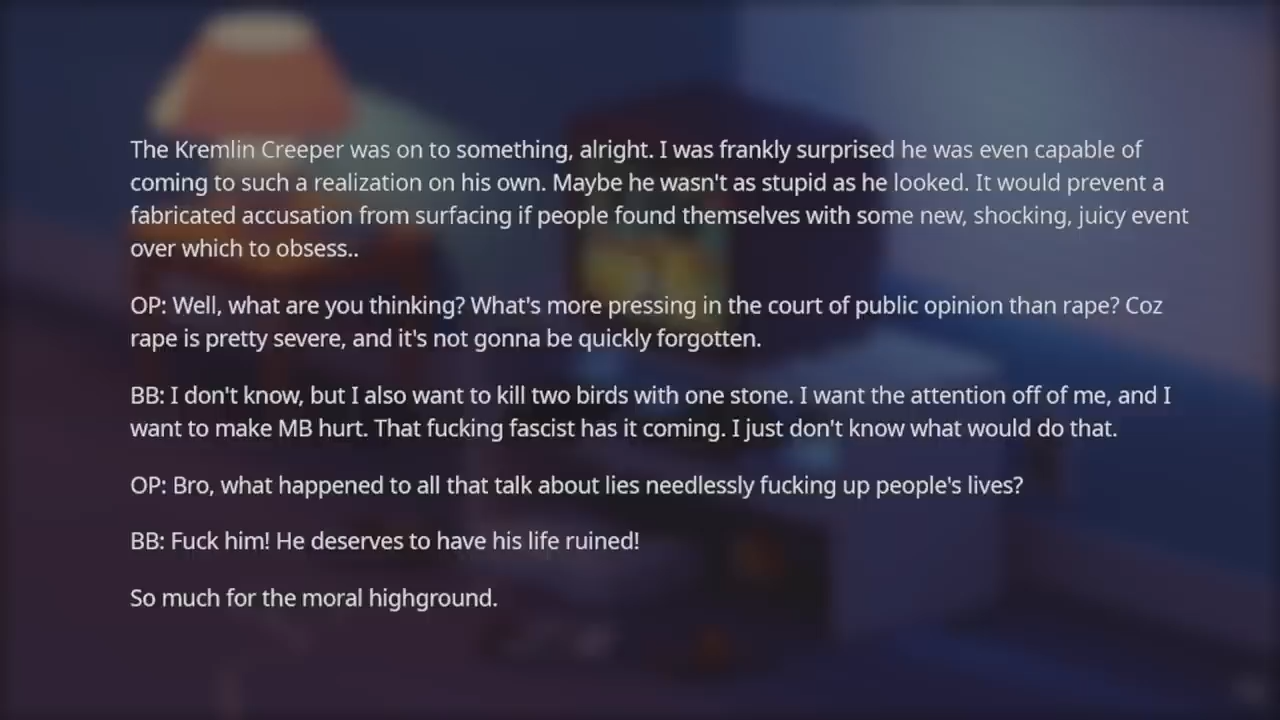 The Kremlin Creeper was on to something, alright. I was frankly surprised he was even capable of
coming to such a realization on his own. Maybe he wasn't as stupid as he looked. It would prevent a
fabricated accusation from surfacing if people found themselves with some new, shocking, juicy event
over which to obsess..
OP: Well, what are you thinking? What's more pressing in the court of public opinion than rape? Coz
rape is pretty severe, and it's not gonna be quickly forgotten.
BB: I don't know, but I also want to kill two birds with one stone. I want the attention off of me, and I
want to make MB hurt. That fucking fascist has it coming. I just don't know what would do that.
OP: Bro, what happened to all that talk about lies needlessly fucking up people's lives?
BB: Fuck him! He deserves to have his life ruined!
So much for the moral highground.